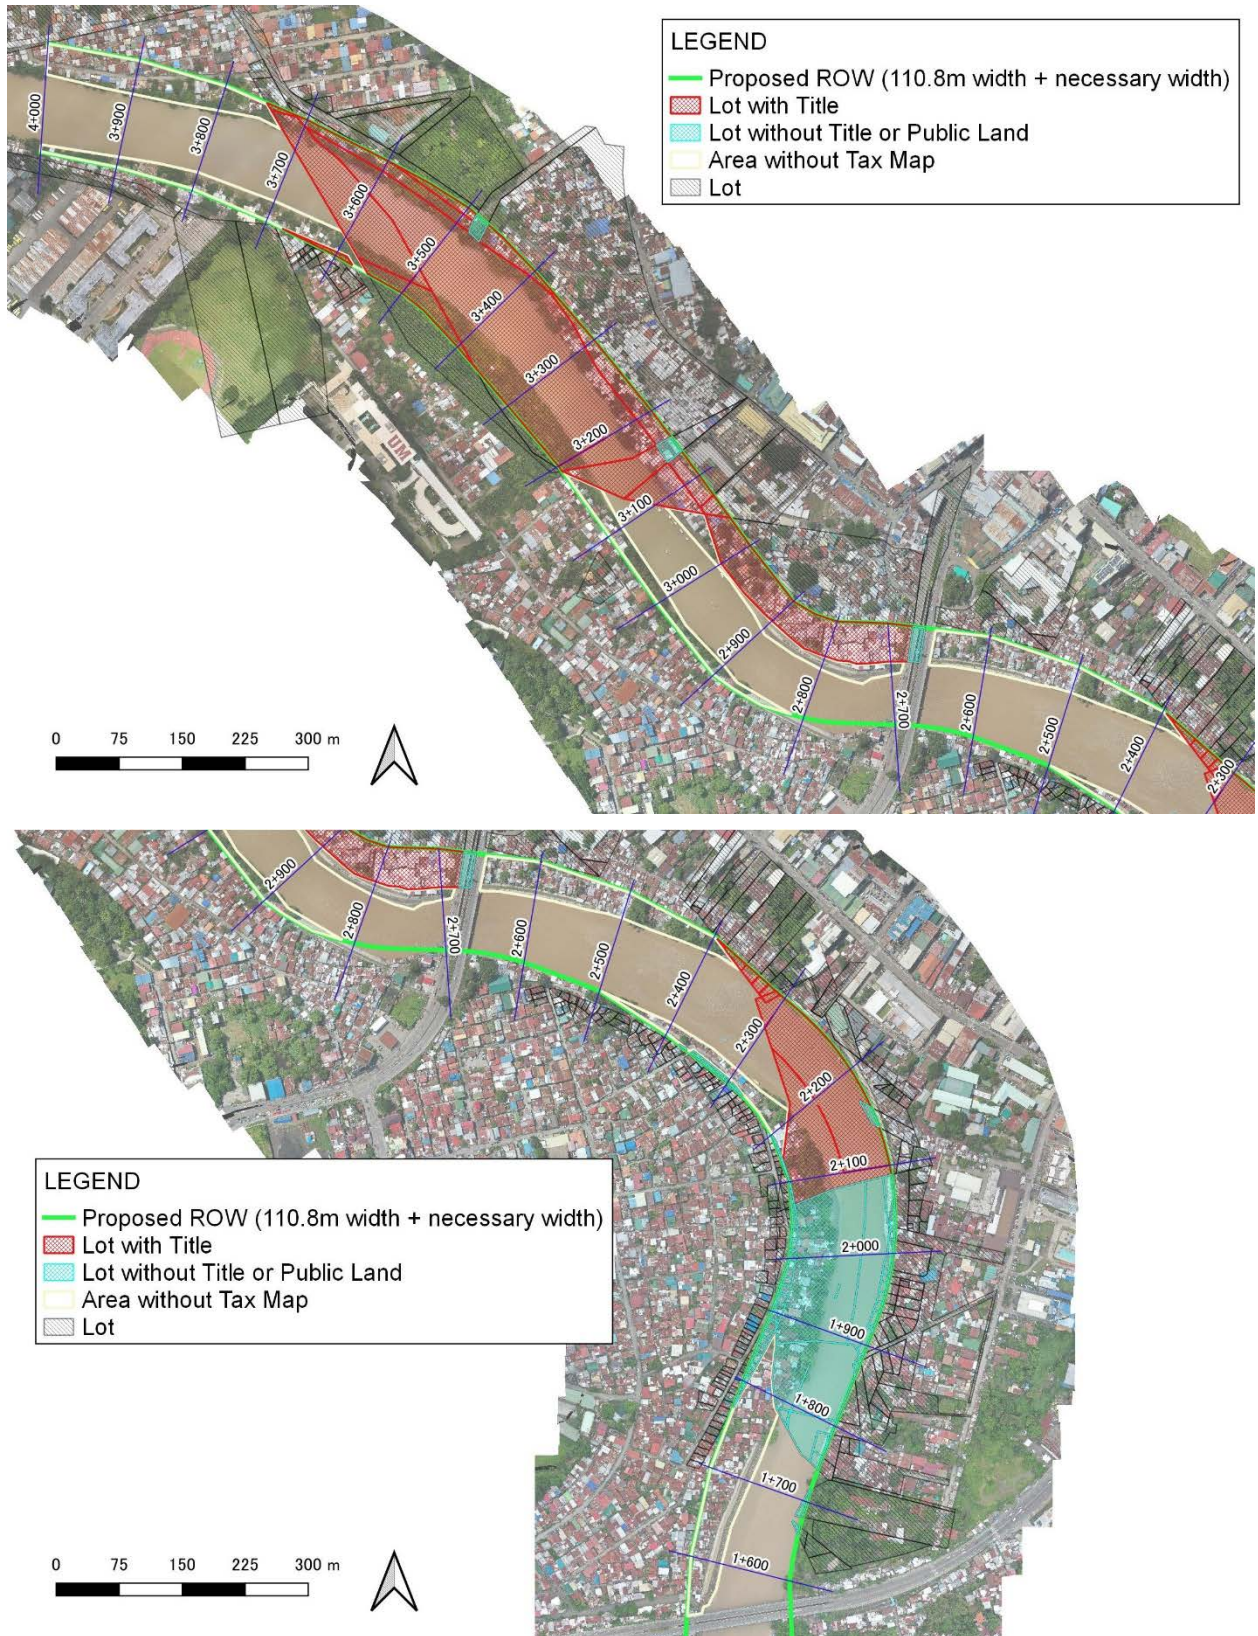 LEGEND
Proposed ROW (110.8m width + necessary width)
Lot with Title
Lot without Title or Public Land
Area without Tax Map
Lot
4+000
3+900
3+800
3+700
3+600
3+500
3+400
3+300
3+200
3+100
3+000
2+900
2+800
2+700
2+600
2+500
2+400
2+300
UM
0 75 150 225 300 m
2+900
2+800
2+700
2+600
2+500
2+400
2+300
2+200
2+100
2+000
1+900
1+800
1+700
1+600
LEGEND
Proposed ROW (110.8m width + necessary width)
Lot with Title
Lot without Title or Public Land
Area without Tax Map
Lot
0 75 150 225 300 m